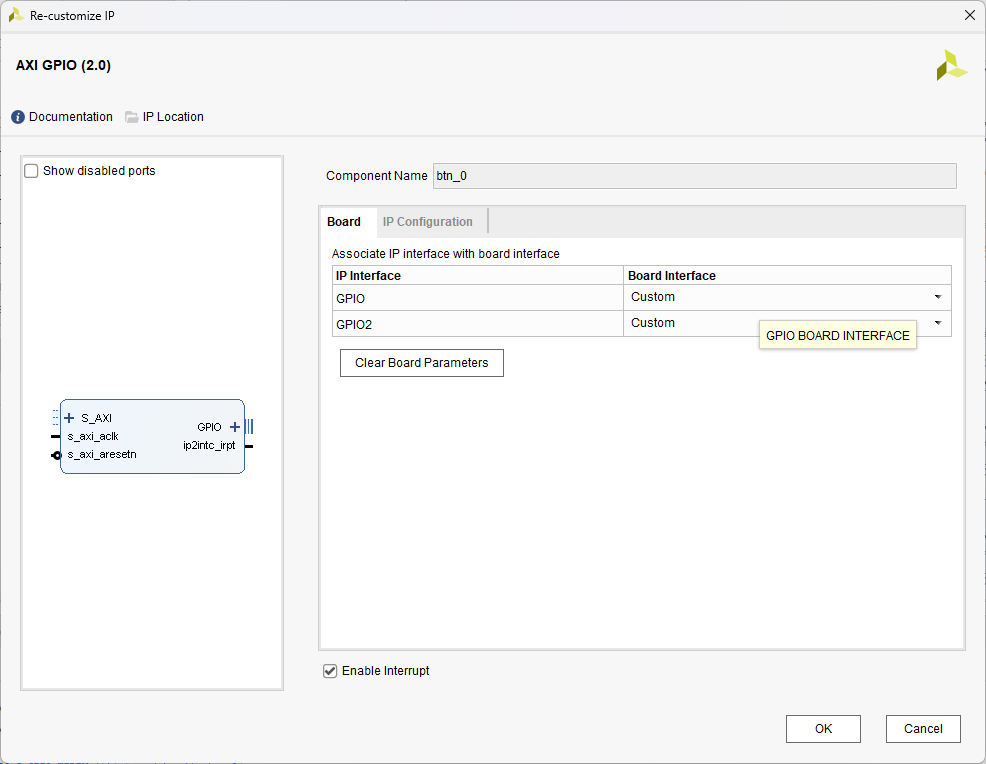 Re-customize IP
AXI GPIO (2.0)
Documentation IP Location
Show disabled ports
S_AXI
s_axi_aclk
s_axi_aresetn
GPIO
ip2intc_irpt
Component Name btn_0
Board IP Configuration
Associate IP interface with board interface
IP Interface Board Interface
GPIO Custom
GPIO2 Custom
GPIO BOARD INTERFACE
Clear Board Parameters
Enable Interrupt
OK Cancel